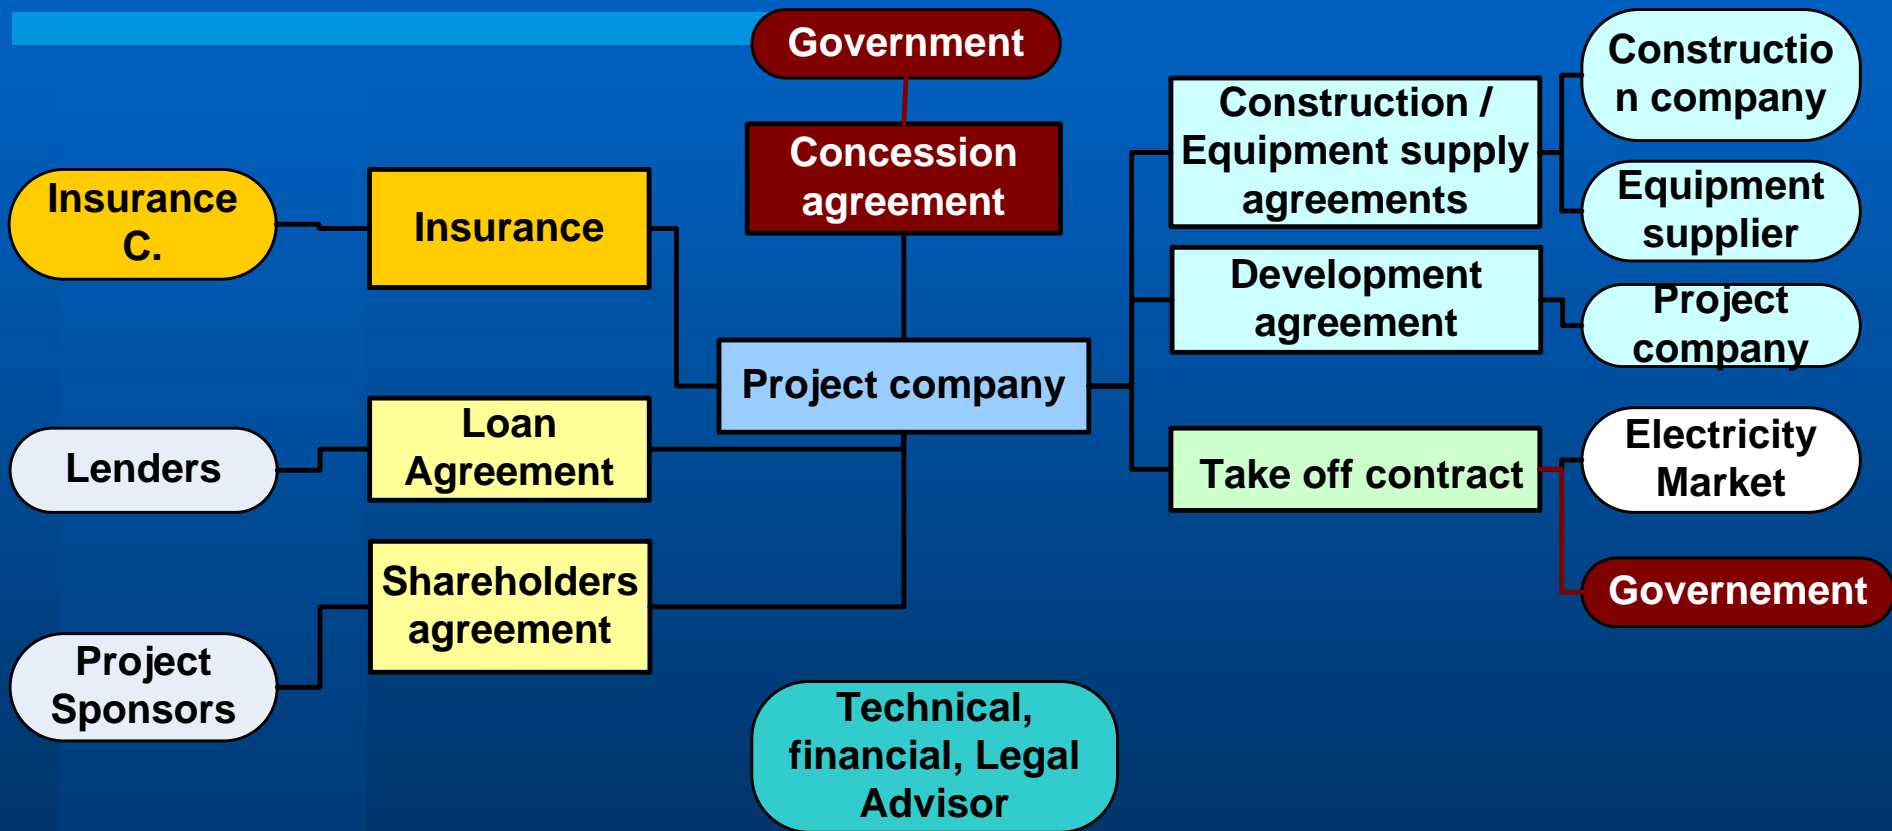 Government
Concession
agreement
Insurance
C.
Insurance
Project company
Lenders
Loan
Agreement
Project
Sponsors
Shareholders
agreement
Technical,
financial, Legal
Advisor
Construction /
Equipment supply
agreements
Constructio
n company
Equipment
supplier
Development
agreement
Project
company
Take off contract
Electricity
Market
Governement